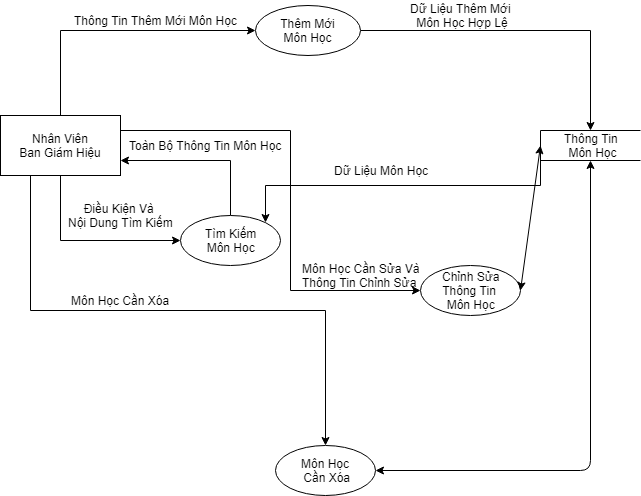 Thông Tin Thêm Mới Môn Học
Thêm Mới
Môn Học
Dữ Liệu Thêm Mới
Môn Học Hợp Lệ
Nhân Viên
Ban Giám Hiệu
Toàn Bộ Thông Tin Môn Học
Thông Tin
Môn Học
Dữ Liệu Môn Học
Điều Kiện Và
Nội Dung Tìm Kiếm
Tìm Kiếm
Môn Học
Môn Học Cần Sửa Và
Thông Tin Chỉnh Sửa
Chỉnh Sửa
Thông Tin
Môn Học
Môn Học Cần Xóa
Môn Học
Cần Xóa